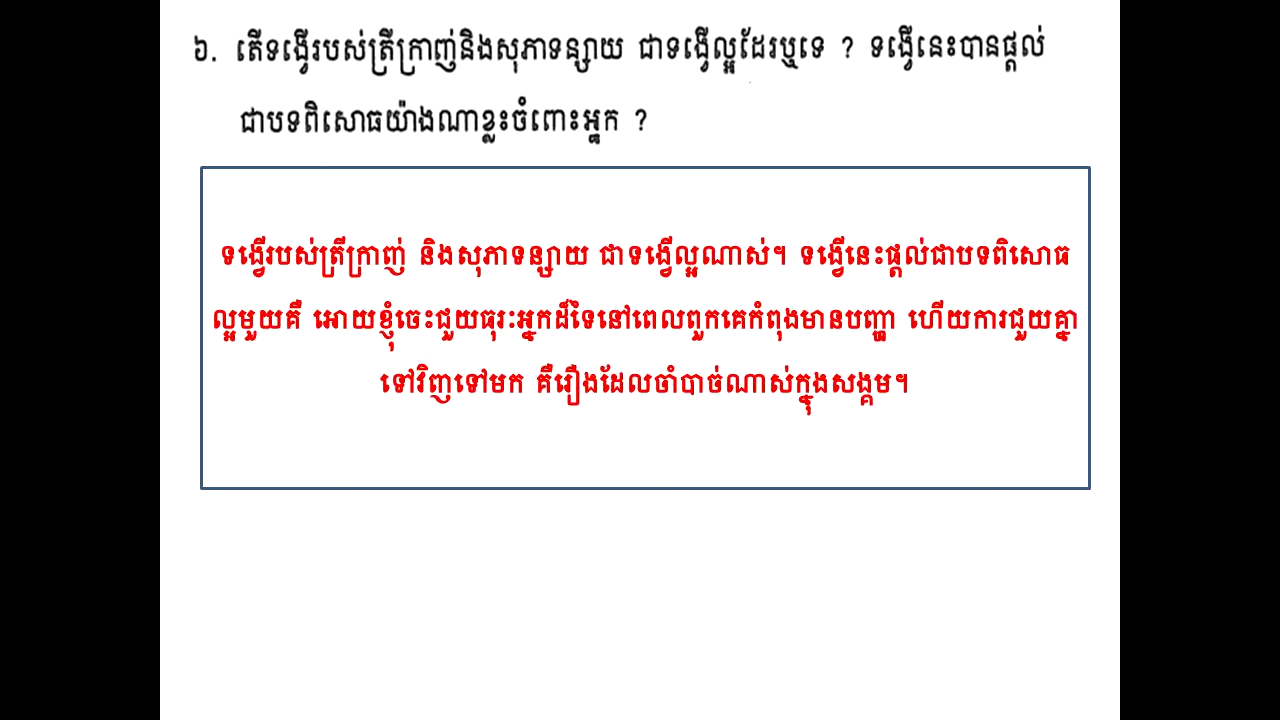 ៦. តើទង្វើរបស់ត្រីក្រាញ់និងសុភាទន្សាយ ជាទង្វើល្អដែរឬទេ ? ទង្វើនេះបានផ្ដល់
ជាបទពិសោធយ៉ាងណាខ្លះចំពោះអ្នក ?
ទង្វើរបស់ត្រីក្រាញ់ និងសុភាទន្សាយ ជាទង្វើល្អណាស់។ ទង្វើនេះផ្ដល់ជាបទពិសោធ
ល្អមួយគឺ អោយខ្ញុំចេះជួយធុរៈអ្នកដ៏ទៃនៅពេលពួកគេកំពុងមានបញ្ហា ហើយការជួយគ្នា
ទៅវិញទៅមក គឺរឿងដែលចាំបាច់ណាស់ក្នុងសង្គម។